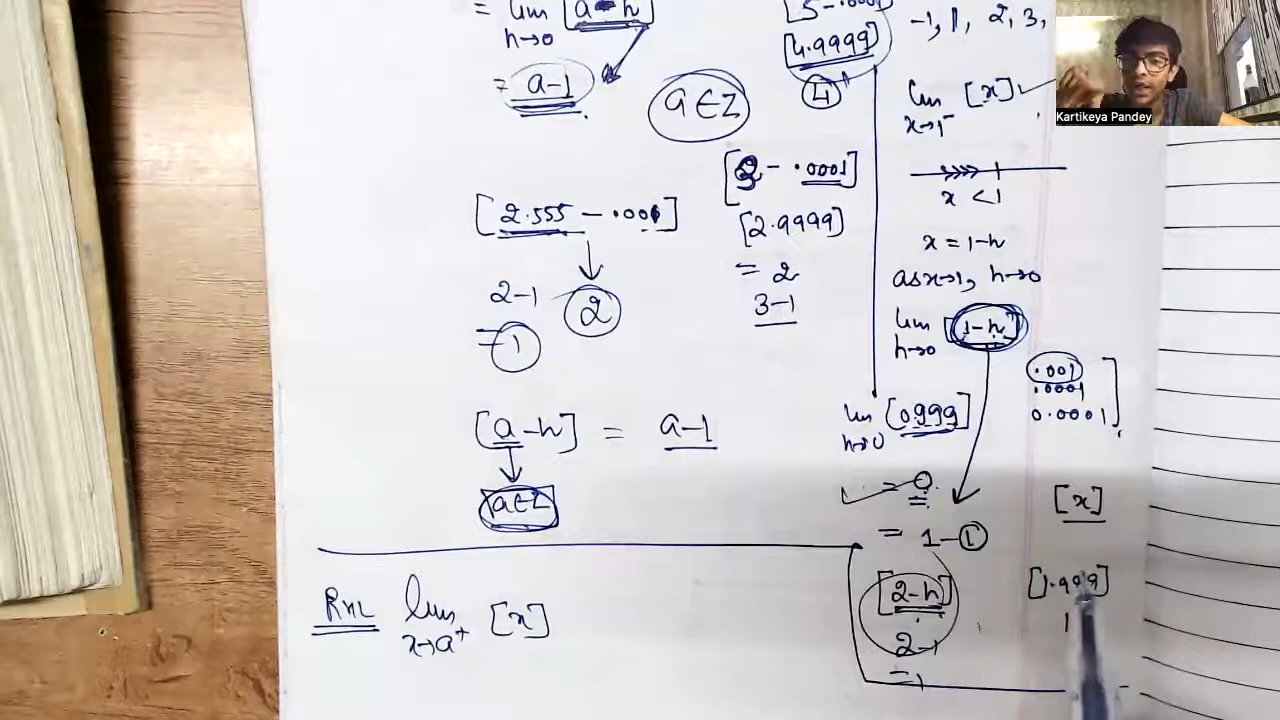 = lim [a-h]
h→0
= a-1
a ∈ Z
[2.555 - .001]
2-1
2
= 1
[a-h] = a-1
a∈Z
RHL lim [x]
x→a⁺
[5-.0001]
[4.9999]
4
[3 - .0001]
[2.9999]
= 2
3-1
-1, 1, 2, 3,
lim [x]
x→1⁻
x < 1
x = 1-h
as x→1, h→0
lim [1-h]
h→0
.001
.0001
0.0001
lim [0.999]
h→0
= 0
= 1-1
[x]
[2-h]
2-1
=1
[1.999]
1
Kartikeya Pandey